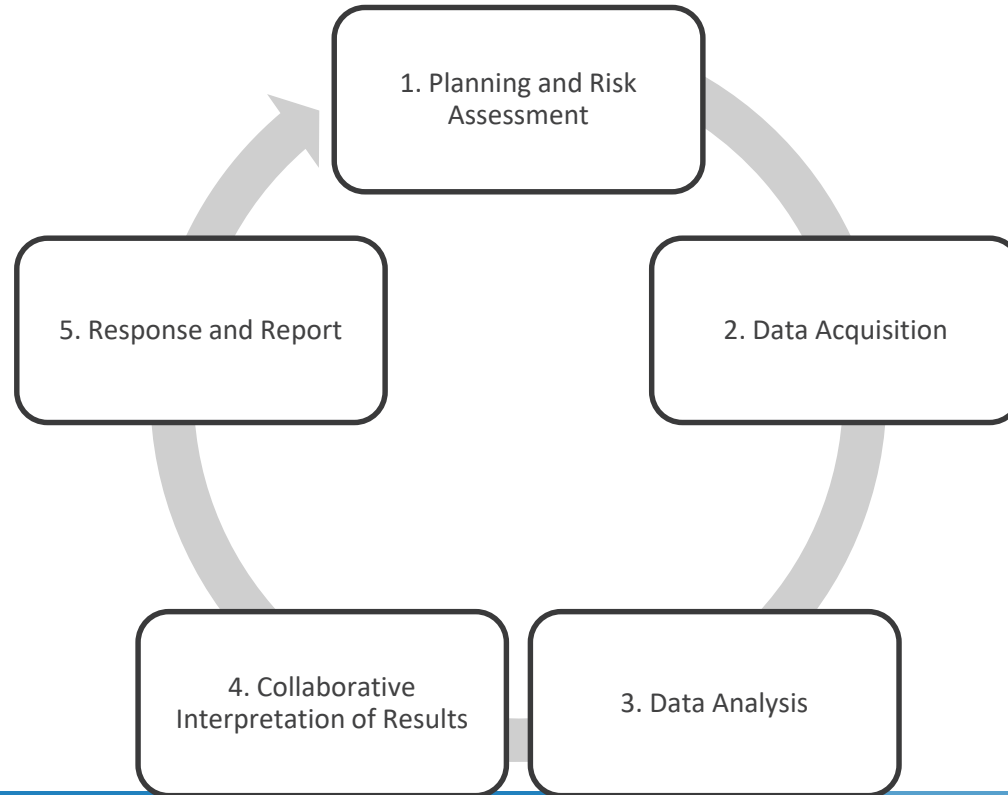 1. Planning and Risk
Assessment
2. Data Acquisition
3. Data Analysis
4. Collaborative
Interpretation of Results
5. Response and Report